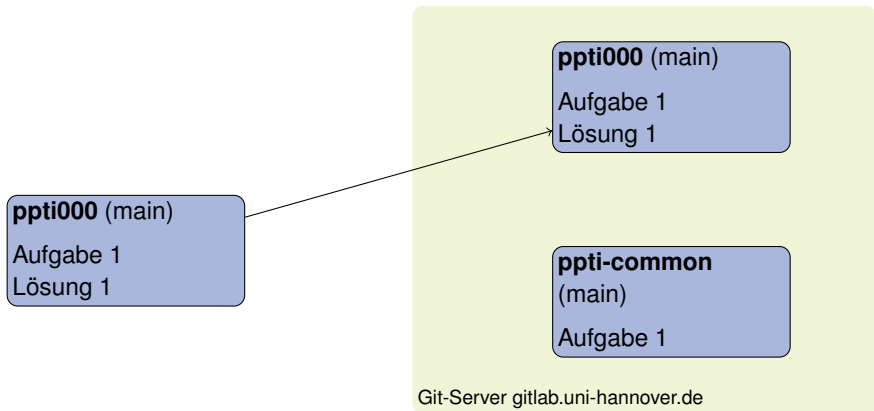 ppti000 (main)
Aufgabe 1
Lösung 1
ppti000 (main)
Aufgabe 1
Lösung 1
ppti-common
(main)
Aufgabe 1
Git-Server gitlab.uni-hannover.de